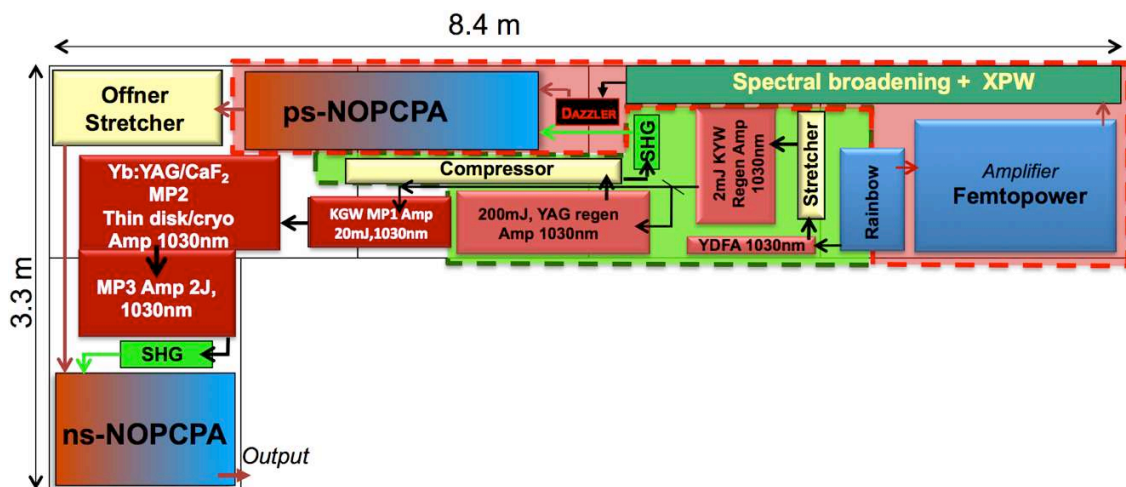 8.4 m
3.3 m
Offner
Stretcher
ps-NOPCPA
DAZZLER
Spectral broadening + XPW
SHG
2mJ KYW
Regen Amp
1030nm
Stretcher
Rainbow
Amplifier
Femtopower
Compressor
Yb:YAG/CaF₂
MP2
Thin disk/cryo
Amp 1030nm
KGW MP1 Amp
20mJ,1030nm
200mJ, YAG regen
Amp 1030nm
YDFA 1030nm
MP3 Amp 2J,
1030nm
SHG
ns-NOPCPA
Output